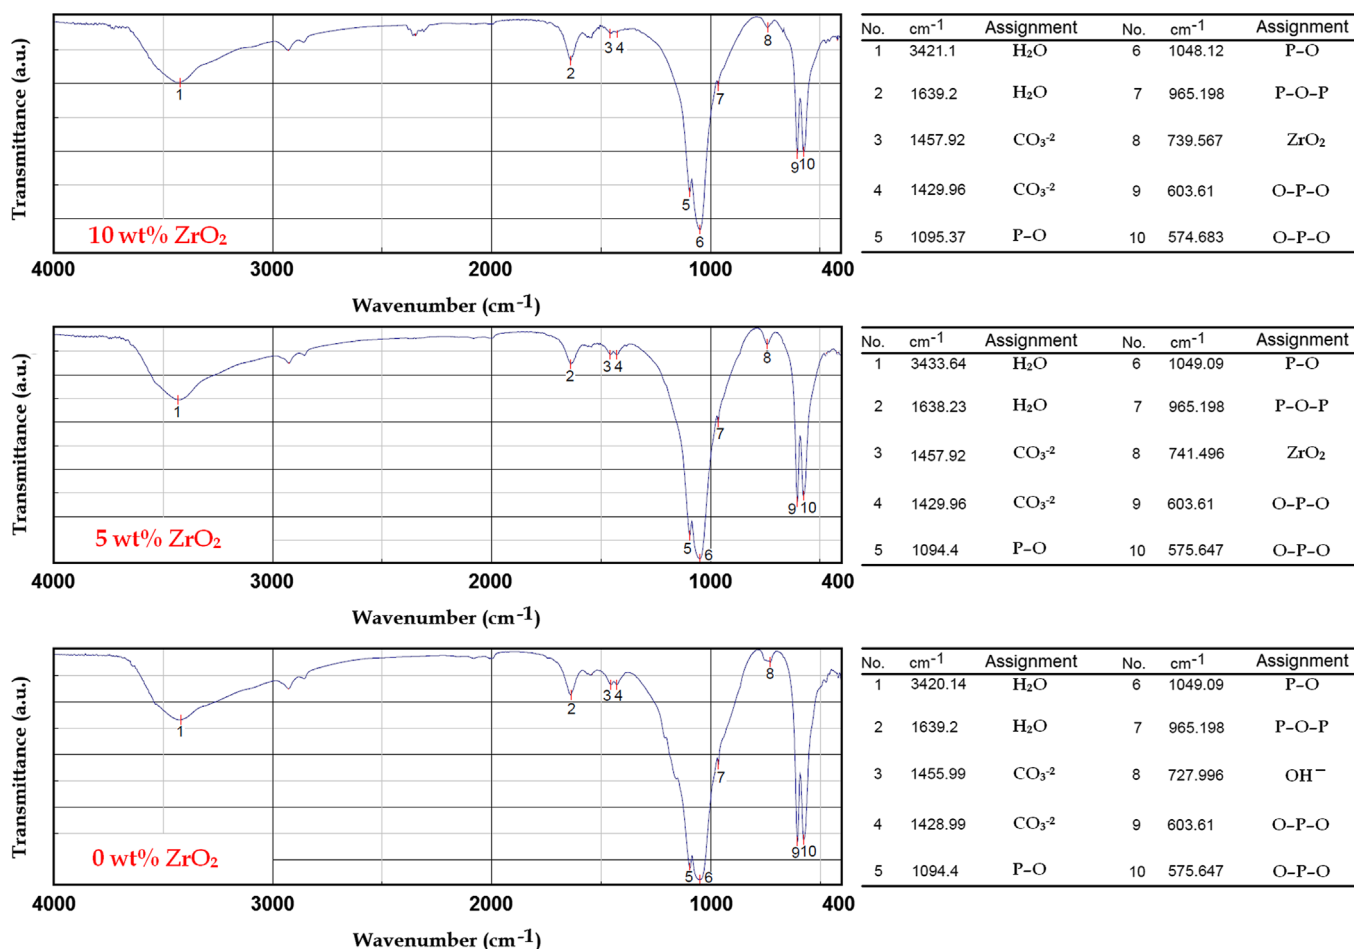 Transmittance (a.u.)
1 2 3 4 5 6 7 8 9 10
10 wt% ZrO₂
4000 3000 2000 1000 400
Wavenumber (cm⁻¹)
No. cm⁻¹ Assignment No. cm⁻¹ Assignment
1 3421.1 H₂O 6 1048.12 P–O
2 1639.2 H₂O 7 965.198 P–O–P
3 1457.92 CO₃⁻² 8 739.567 ZrO₂
4 1429.96 CO₃⁻² 9 603.61 O–P–O
5 1095.37 P–O 10 574.683 O–P–O
Transmittance (a.u.)
1 2 3 4 5 6 7 8 9 10
5 wt% ZrO₂
4000 3000 2000 1000 400
Wavenumber (cm⁻¹)
No. cm⁻¹ Assignment No. cm⁻¹ Assignment
1 3433.64 H₂O 6 1049.09 P–O
2 1638.23 H₂O 7 965.198 P–O–P
3 1457.92 CO₃⁻² 8 741.496 ZrO₂
4 1429.96 CO₃⁻² 9 603.61 O–P–O
5 1094.4 P–O 10 575.647 O–P–O
Transmittance (a.u.)
1 2 3 4 5 6 7 8 9 10
0 wt% ZrO₂
4000 3000 2000 1000 400
Wavenumber (cm⁻¹)
No. cm⁻¹ Assignment No. cm⁻¹ Assignment
1 3420.14 H₂O 6 1049.09 P–O
2 1639.2 H₂O 7 965.198 P–O–P
3 1455.99 CO₃⁻² 8 727.996 OH⁻
4 1428.99 CO₃⁻² 9 603.61 O–P–O
5 1094.4 P–O 10 575.647 O–P–O